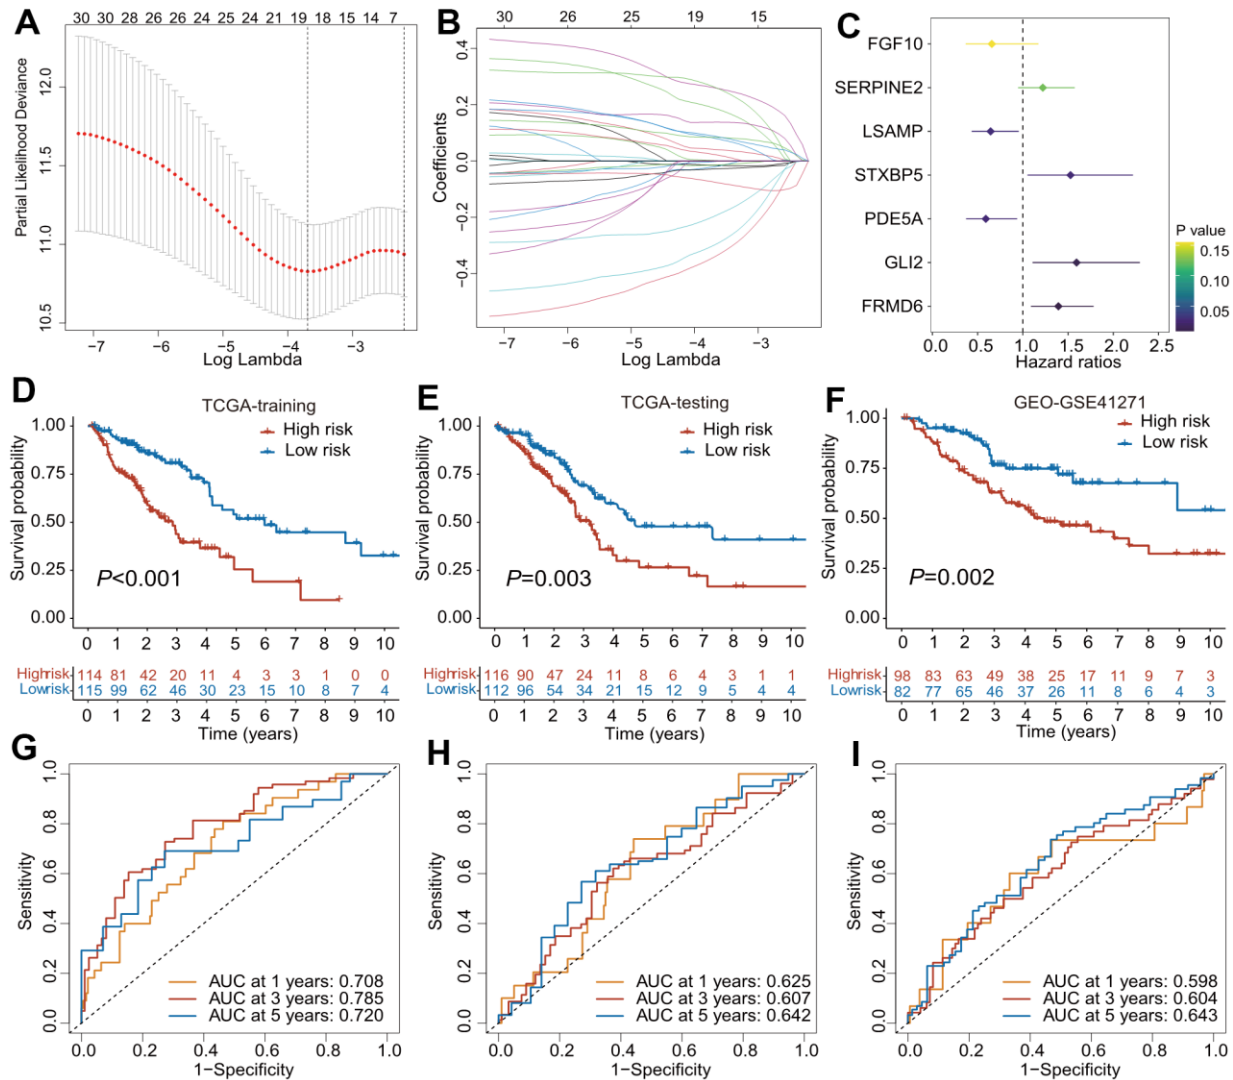 A
30 30 28 26 26 24 25 24 21 19 18 15 14 7
Partial Likelihood Deviance
12.0
11.5
11.0
10.5
−7 −6 −5 −4 −3
Log Lambda
B
30 26 25 22 15
Coefficients
0.4
0.2
0.0
−0.2
−0.4
−7 −6 −5 −4 −3
Log Lambda
C
FGF10
SERPINE2
LSAMP
STXBP5
PDE5A
GLI2
FRMD6
P value
0.15
0.10
0.05
0.0 0.5 1.0 1.5 2.0 2.5
Hazard ratios
D
TCGA-training
High risk
Low risk
Survival probability
1.00
0.75
0.50
0.25
0.00
P<0.001
0 1 2 3 4 5 6 7 8 9 10
Highrisk 114 81 42 20 11 4 3 3 1 0 0
Lowrisk 115 99 62 46 30 23 15 10 8 7 4
0 1 2 3 4 5 6 7 8 9 10
Time (years)
E
TCGA-testing
High risk
Low risk
Survival probability
1.00
0.75
0.50
0.25
0.00
P=0.003
0 1 2 3 4 5 6 7 8 9 10
Highrisk 116 90 47 24 11 8 6 4 3 1 1
Lowrisk 112 96 54 34 21 15 12 9 5 4 4
0 1 2 3 4 5 6 7 8 9 10
Time (years)
F
GEO-GSE41271
High risk
Low risk
Survival probability
1.00
0.75
0.50
0.25
0.00
P=0.002
0 1 2 3 4 5 6 7 8 9 10
Highrisk 98 83 63 49 38 25 17 11 9 7 3
Lowrisk 82 77 65 46 37 26 11 8 6 4 3
0 1 2 3 4 5 6 7 8 9 10
Time (years)
G
Sensitivity
1.0
0.8
0.6
0.4
0.2
0.0
AUC at 1 years: 0.708
AUC at 3 years: 0.785
AUC at 5 years: 0.720
0.0 0.2 0.4 0.6 0.8 1.0
1−Specificity
H
Sensitivity
1.0
0.8
0.6
0.4
0.2
0.0
AUC at 1 years: 0.625
AUC at 3 years: 0.607
AUC at 5 years: 0.642
0.0 0.2 0.4 0.6 0.8 1.0
1−Specificity
I
Sensitivity
1.0
0.8
0.6
0.4
0.2
0.0
AUC at 1 years: 0.598
AUC at 3 years: 0.604
AUC at 5 years: 0.643
0.0 0.2 0.4 0.6 0.8 1.0
1−Specificity